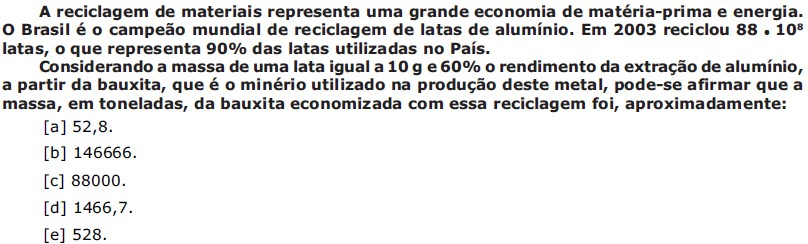 A reciclagem de materiais representa uma grande economia de matéria-prima e energia.
O Brasil é o campeão mundial de reciclagem de latas de alumínio. Em 2003 reciclou 88 • 10⁸
latas, o que representa 90% das latas utilizadas no País.
Considerando a massa de uma lata igual a 10 g e 60% o rendimento da extração de alumínio,
a partir da bauxita, que é o minério utilizado na produção deste metal, pode-se afirmar que a
massa, em toneladas, da bauxita economizada com essa reciclagem foi, aproximadamente:
[a] 52,8.
[b] 146666.
[c] 88000.
[d] 1466,7.
[e] 528.